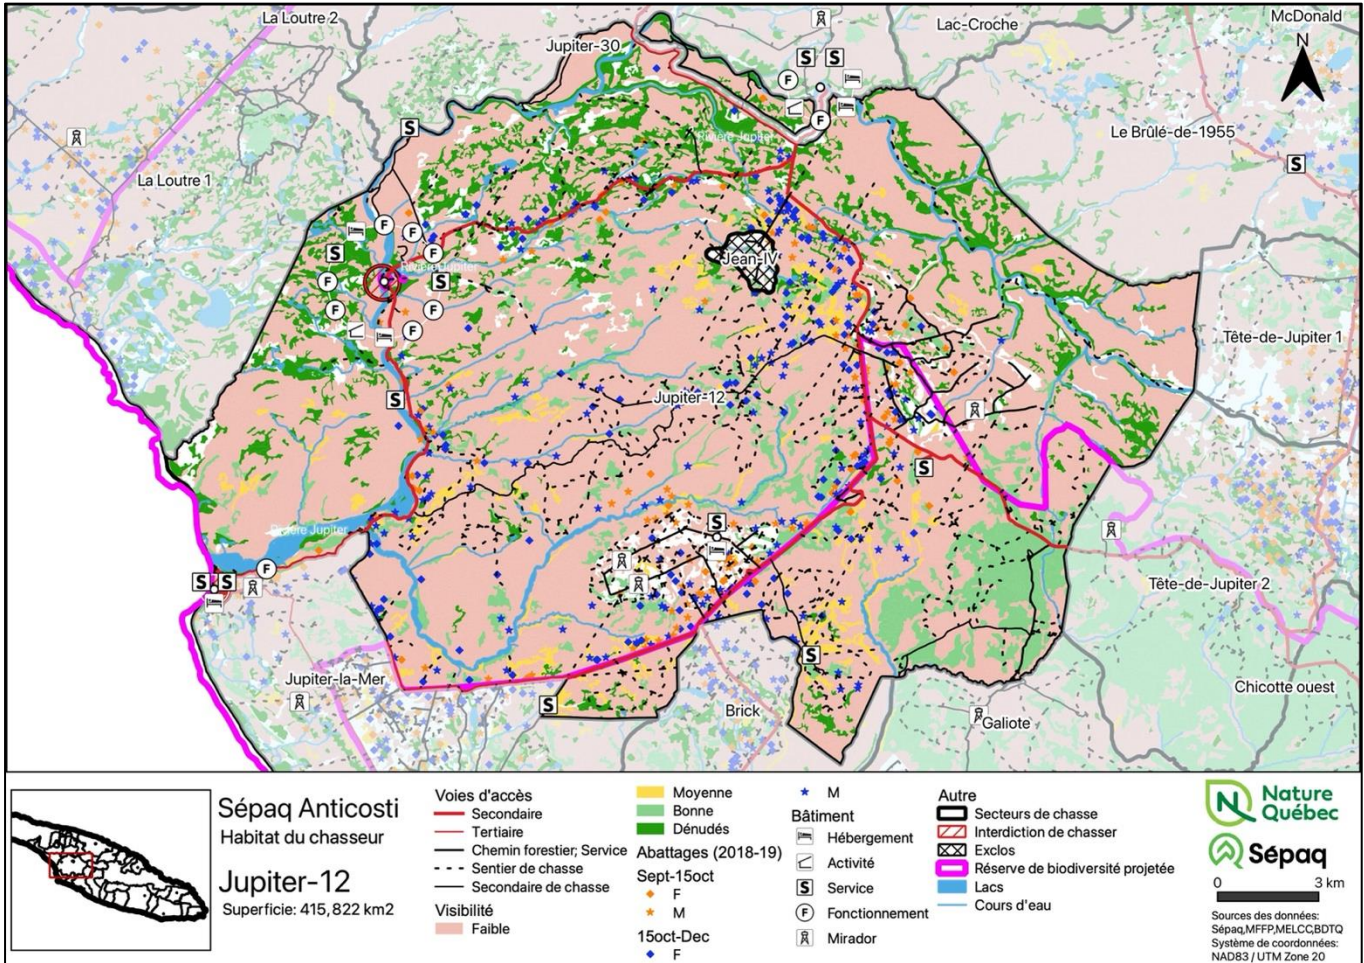 La Loutre 2
Jupiter-30
Lac-Croche
McDonald
N
S
S
F
F
S
Rivière Jupiter
Le Brûlé-de-1955
S
La Loutre 1
F
F
S
F
Rivière Jupiter
Jean-IV
F
S
F
F
F
Tête-de-Jupiter 1
S
Jupiter-12
S
Rivière Jupiter
S
F
S
S
Tête-de-Jupiter 2
S
Jupiter-la-Mer
S
Brick
Galiote
Chicotte ouest
Sépaq Anticosti
Habitat du chasseur
Jupiter-12
Superficie: 415,822 km2
Voies d'accès
Secondaire
Tertiaire
Chemin forestier; Service
Sentier de chasse
Secondaire de chasse
Visibilité
Faible
Moyenne
Bonne
Dénudés
Abattages (2018-19)
Sept-15oct
F
M
15oct-Dec
F
M
Bâtiment
Hébergement
Activité
S Service
F Fonctionnement
Mirador
Autre
Secteurs de chasse
Interdiction de chasser
Exclos
Réserve de biodiversité projetée
Lacs
Cours d'eau
N Nature
Québec
Sépaq
0 3 km
Sources des données:
Sépaq,MFFP,MELCC,BDTQ
Système de coordonnées:
NAD83 / UTM Zone 20